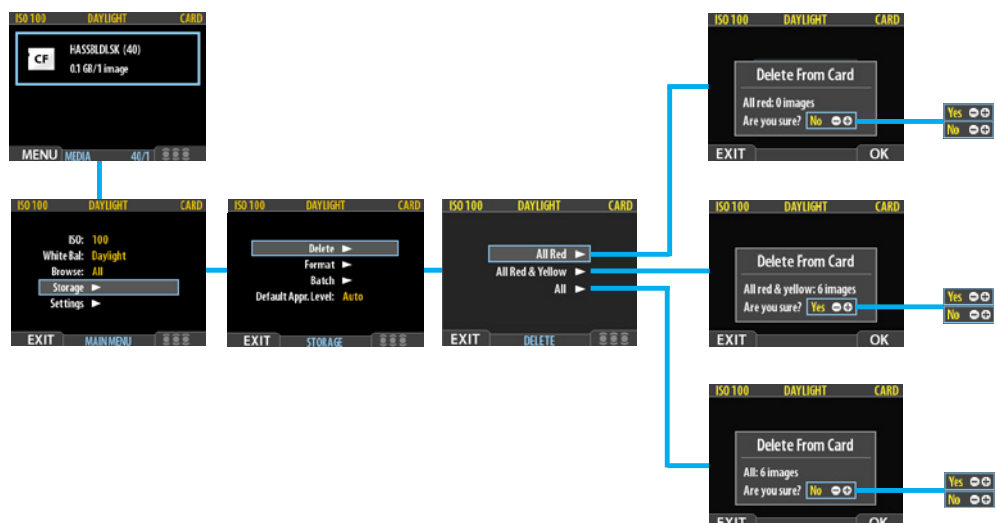 ISO 100 DAYLIGHT CARD
CF
HASSBLDLSK (40)
0.1 GB/1 image
MENU MEDIA 40/1
ISO 100 DAYLIGHT CARD
ISO: 100
White Bal: Daylight
Browse: All
Storage
Settings
EXIT MAIN MENU
ISO 100 DAYLIGHT CARD
Delete
Format
Batch
Default Appr. Level: Auto
EXIT STORAGE
ISO 100 DAYLIGHT CARD
All Red
All Red & Yellow
All
EXIT DELETE
ISO 100 DAYLIGHT CARD
Delete From Card
All red: 0 images
Are you sure? No
EXIT OK
Yes
No
ISO 100 DAYLIGHT CARD
Delete From Card
All red & yellow: 6 images
Are you sure? Yes
EXIT OK
Yes
No
ISO 100 DAYLIGHT CARD
Delete From Card
All: 6 images
Are you sure? No
EXIT OK
Yes
No